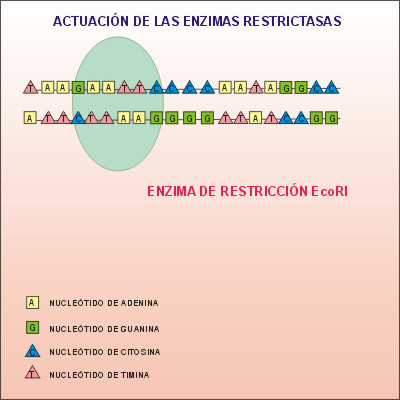 ACTUACIÓN DE LAS ENZIMAS RESTRICTASAS
T A A G A A T T C C C C A A T A G G C C
A T T C T T A A G G G G T T A T C C G G
ENZIMA DE RESTRICCIÓN EcoRI
A NUCLEÓTIDO DE ADENINA
G NUCLEÓTIDO DE GUANINA
C NUCLEÓTIDO DE CITOSINA
T NUCLEÓTIDO DE TIMINA